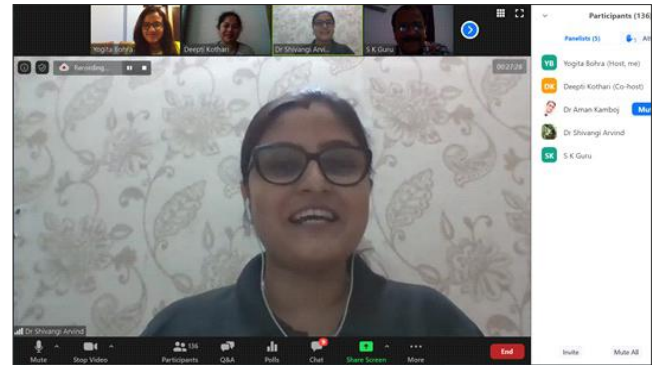 Yogita Bohra
Deepti Kothari
Dr Shivangi Arvi...
S K Guru
Recording...
00:27:28
Participants (136)
Panelists (5)
YB Yogita Bohra (Host, me)
DK Deepti Kothari (Co-host)
Dr Aman Kamboj
Dr Shivangi Arvind
SK S K Guru
Dr Shivangi Arvind
136
Mute
Stop Video
Participants
Q&A
Polls
Chat
Share Screen
More
End
Invite
Mute All